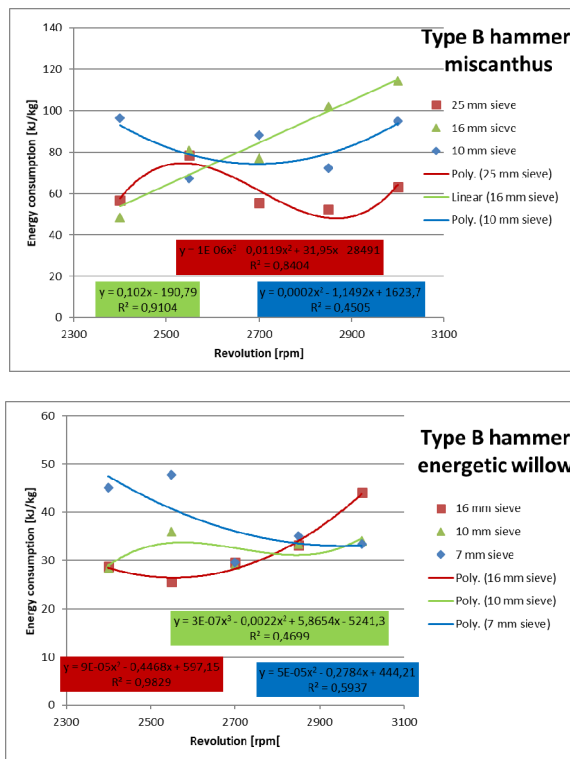 Type B hammer
miscanthus
140
120
100
80
60
40
20
0
Energy consumption [kJ/kg]
25 mm sieve
16 mm sieve
10 mm sieve
Poly. (25 mm sieve)
Linear (16 mm sieve)
Poly. (10 mm sieve)
y = 1E-06x³ - 0,0119x² + 31,95x - 28491
R² = 0,8404
y = 0,102x - 190,79
R² = 0,9104
y = 0,0002x² - 1,1492x + 1623,7
R² = 0,4505
2300 2500 2700 2900 3100
Revolution [rpm]
Type B hammer
energetic willow
60
50
40
30
20
10
0
Energy consumption [kJ/kg]
16 mm sieve
10 mm sieve
7 mm sieve
Poly. (16 mm sieve)
Poly. (10 mm sieve)
Poly. (7 mm sieve)
y = 3E-07x³ - 0,0022x² + 5,8654x - 5241,3
R² = 0,4699
y = 9E-05x² - 0,4468x + 597,15
R² = 0,9829
y = 5E-05x² - 0,2784x + 444,21
R² = 0,5937
2300 2500 2700 2900 3100
Revolution [rpm[